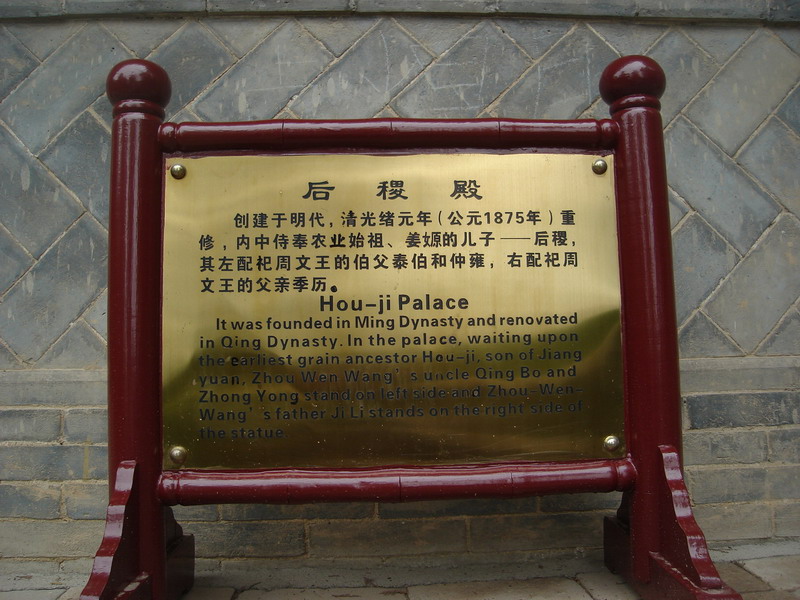 后稷殿
创建于明代，清光绪元年（公元1875年）重
修，内中侍奉农业始祖、姜嫄的儿子——后稷，
其左配祀周文王的伯父泰伯和仲雍，右配祀周
文王的父亲季历。
Hou-ji Palace
It was founded in Ming Dynasty and renovated
in Qing Dynasty. In the palace, waiting upon
the earliest grain ancestor Hou-ji, son of Jiang
yuan, Zhou Wen Wang's uncle Qing Bo and
Zhong Yong stand on left side and Zhou-Wen-
Wang's father Ji Li stands on the right side of
the statue.